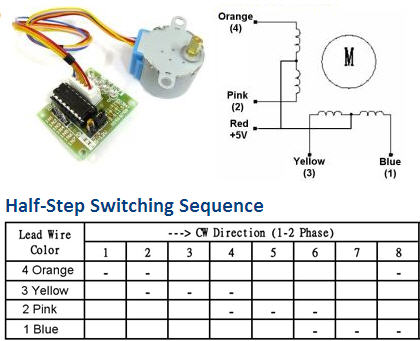 Orange
(4)
M
Pink
(2)
Red
+5V
Yellow
(3)
Blue
(1)
Half-Step Switching Sequence
Lead Wire Color ---> CW Direction (1-2 Phase)
1 2 3 4 5 6 7 8
4 Orange - - -
3 Yellow - - -
2 Pink - - -
1 Blue - - -